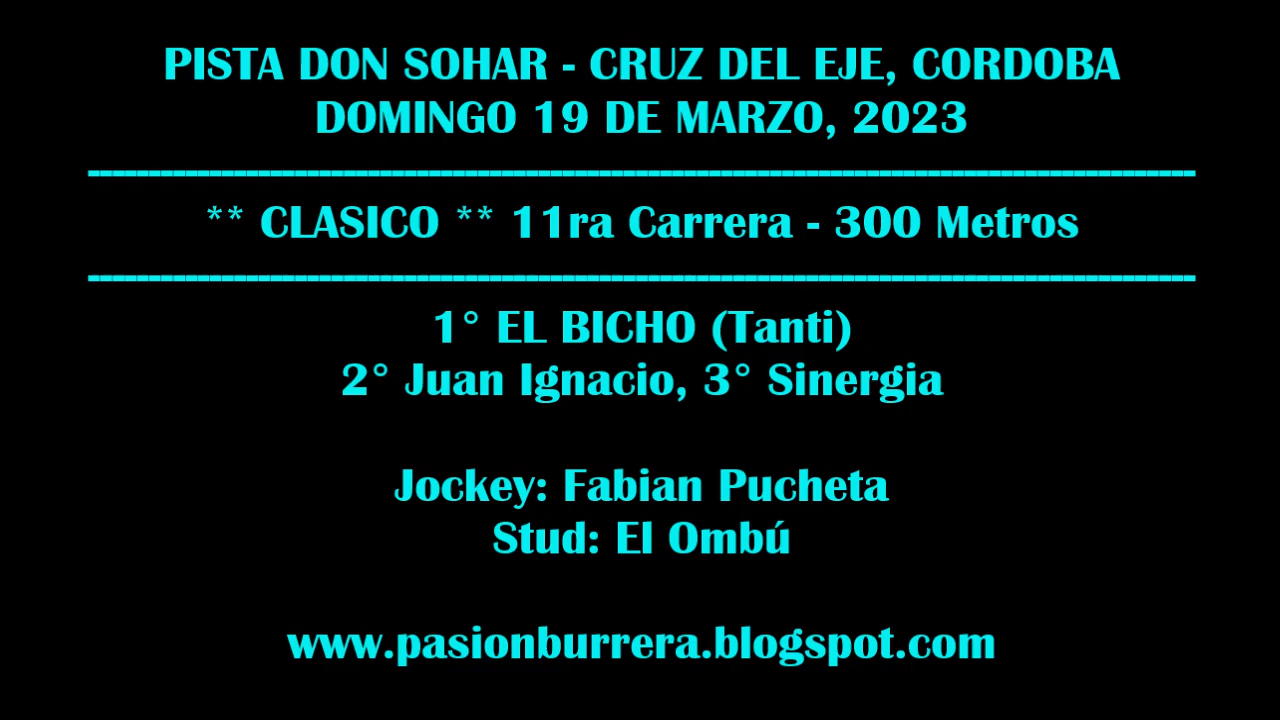 PISTA DON SOHAR - CRUZ DEL EJE, CORDOBA
DOMINGO 19 DE MARZO, 2023
** CLASICO ** 11ra Carrera - 300 Metros
1° EL BICHO (Tanti)
2° Juan Ignacio, 3° Sinergia
Jockey: Fabian Pucheta
Stud: El Ombú
www.pasionburrera.blogspot.com